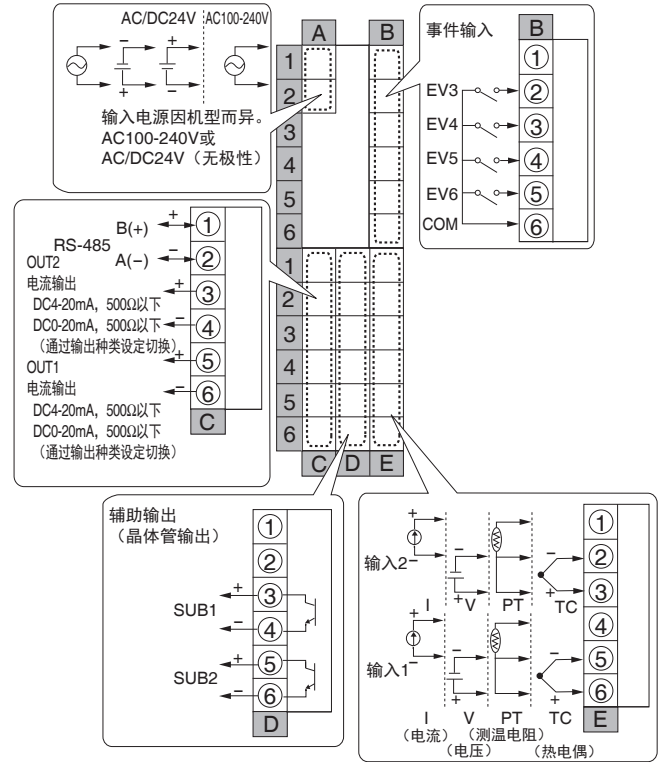 AC/DC24V AC100-240V
− +
+ −
输入电源因机型而异。
AC100-240V或
AC/DC24V（无极性）
A B
1
2
3
4
5
6
1
2
3
4
5
6
C D E
事件输入 B
①
EV3 ②
EV4 ③
EV5 ④
EV6 ⑤
COM ⑥
B(+) + ①
RS-485
OUT2 A(−) − ②
电流输出 + ③
DC4-20mA，500Ω以下
DC0-20mA，500Ω以下 − ④
（通过输出种类设定切换） + ⑤
OUT1
电流输出 − ⑥
DC4-20mA，500Ω以下
DC0-20mA，500Ω以下 C
（通过输出种类设定切换）
辅助输出
（晶体管输出）
①
②
+ ③
SUB1
− ④
+ ⑤
SUB2
− ⑥
D
+ ①
− − ②
输入2 −
+ ③
I + V PT TC
+ ④
− − ⑤
输入1 −
+ + ⑥
I V PT TC E
（电流） （测温电阻）
（电压） （热电偶）